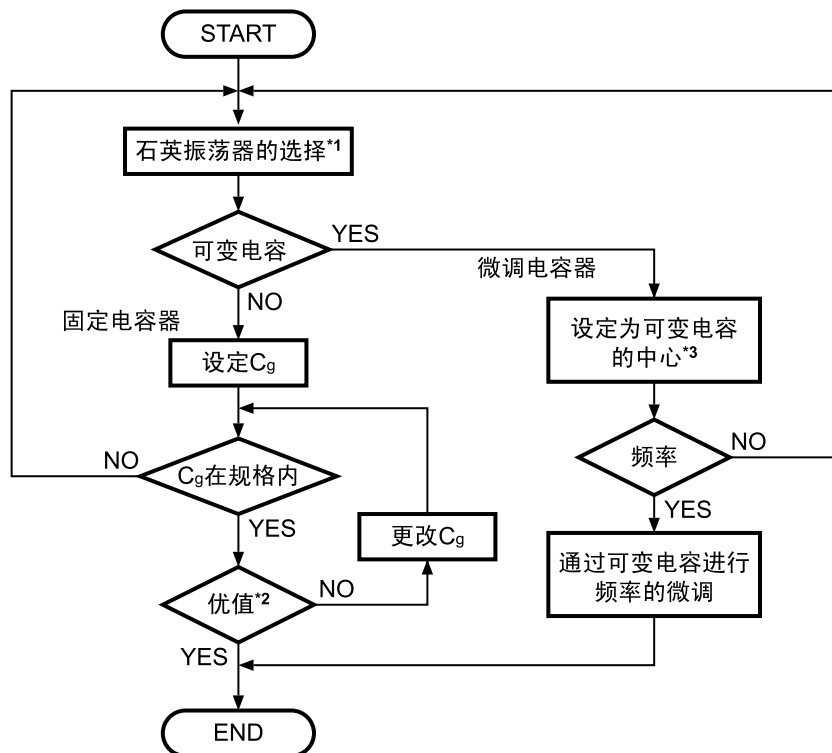 START
石英振荡器的选择*1
可变电容
YES
微调电容器
NO
固定电容器
设定Cg
设定为可变电容
的中心*3
Cg在规格内
NO
YES
频率
NO
YES
更改Cg
通过可变电容进行
频率的微调
优值*2
NO
YES
END